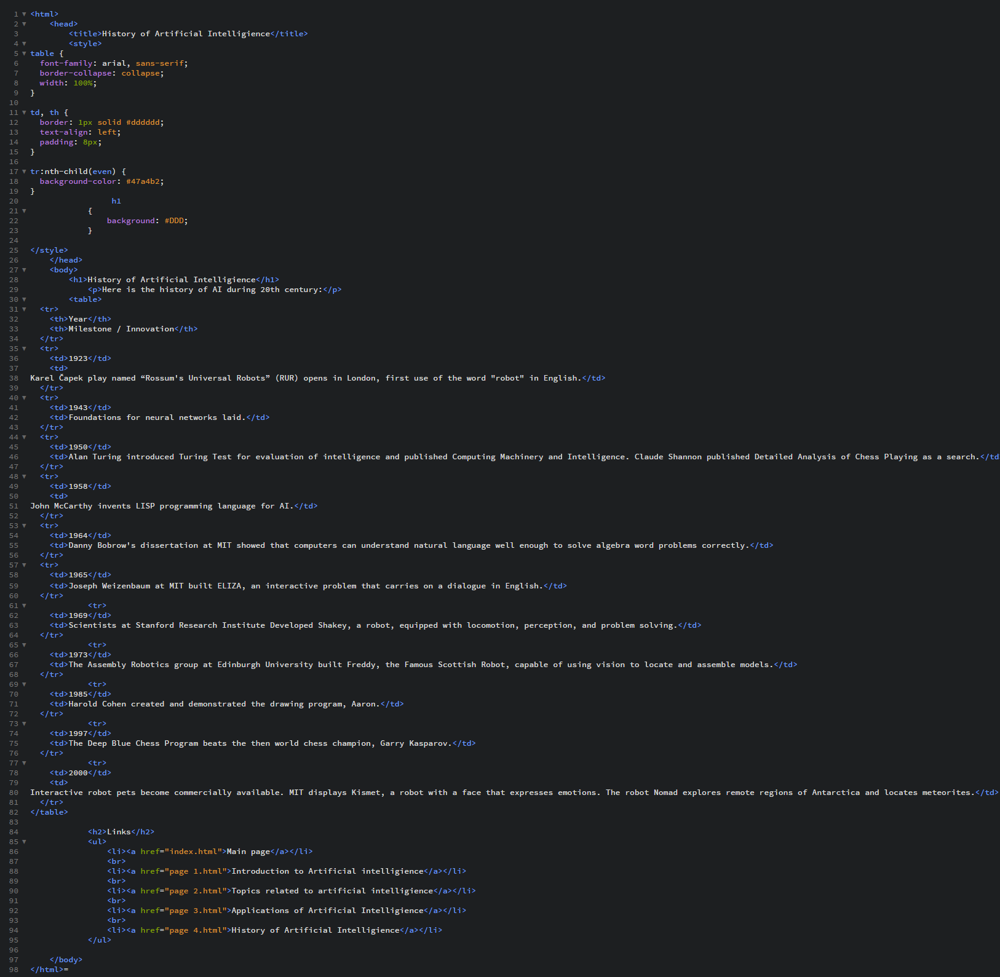 1 <html>
2 <head>
3 <title>History of Artificial Intelligience</title>
4 <style>
5 table {
6 font-family: arial, sans-serif;
7 border-collapse: collapse;
8 width: 100%;
9 }
10
11 td, th {
12 border: 1px solid #dddddd;
13 text-align: left;
14 padding: 8px;
15 }
16
17 tr:nth-child(even) {
18 background-color: #47a4b2;
19 }
20 h1
21 {
22 background: #DDD;
23 }
24
25 </style>
26 </head>
27 <body>
28 <h1>History of Artificial Intelligience</h1>
29 <p>Here is the history of AI during 20th century:</p>
30 <table>
31 <tr>
32 <th>Year</th>
33 <th>Milestone / Innovation</th>
34 </tr>
35 <tr>
36 <td>1923</td>
37 <td>
38 Karel Čapek play named “Rossum's Universal Robots” (RUR) opens in London, first use of the word "robot" in English.</td>
39 </tr>
40 <tr>
41 <td>1943</td>
42 <td>Foundations for neural networks laid.</td>
43 </tr>
44 <tr>
45 <td>1950</td>
46 <td>Alan Turing introduced Turing Test for evaluation of intelligence and published Computing Machinery and Intelligence. Claude Shannon published Detailed Analysis of Chess Playing as a search.</td
47 </tr>
48 <tr>
49 <td>1958</td>
50 <td>
51 John McCarthy invents LISP programming language for AI.</td>
52 </tr>
53 <tr>
54 <td>1964</td>
55 <td>Danny Bobrow's dissertation at MIT showed that computers can understand natural language well enough to solve algebra word problems correctly.</td>
56 </tr>
57 <tr>
58 <td>1965</td>
59 <td>Joseph Weizenbaum at MIT built ELIZA, an interactive problem that carries on a dialogue in English.</td>
60 </tr>
61 <tr>
62 <td>1969</td>
63 <td>Scientists at Stanford Research Institute Developed Shakey, a robot, equipped with locomotion, perception, and problem solving.</td>
64 </tr>
65 <tr>
66 <td>1973</td>
67 <td>The Assembly Robotics group at Edinburgh University built Freddy, the Famous Scottish Robot, capable of using vision to locate and assemble models.</td>
68 </tr>
69 <tr>
70 <td>1985</td>
71 <td>Harold Cohen created and demonstrated the drawing program, Aaron.</td>
72 </tr>
73 <tr>
74 <td>1997</td>
75 <td>The Deep Blue Chess Program beats the then world chess champion, Garry Kasparov.</td>
76 </tr>
77 <tr>
78 <td>2000</td>
79 <td>
80 Interactive robot pets become commercially available. MIT displays Kismet, a robot with a face that expresses emotions. The robot Nomad explores remote regions of Antarctica and locates meteorites.</td>
81 </tr>
82 </table>
83
84 <h2>Links</h2>
85 <ul>
86 <li><a href="index.html">Main page</a></li>
87 <br>
88 <li><a href="page 1.html">Introduction to Artificial intelligience</a></li>
89 <br>
90 <li><a href="page 2.html">Topics related to artificial intelligience</a></li>
91 <br>
92 <li><a href="page 3.html">Applications of Artificial Intelligience</a></li>
93 <br>
94 <li><a href="page 4.html">History of Artificial Intelligience</a></li>
95 </ul>
96
97 </body>
98 </html>=